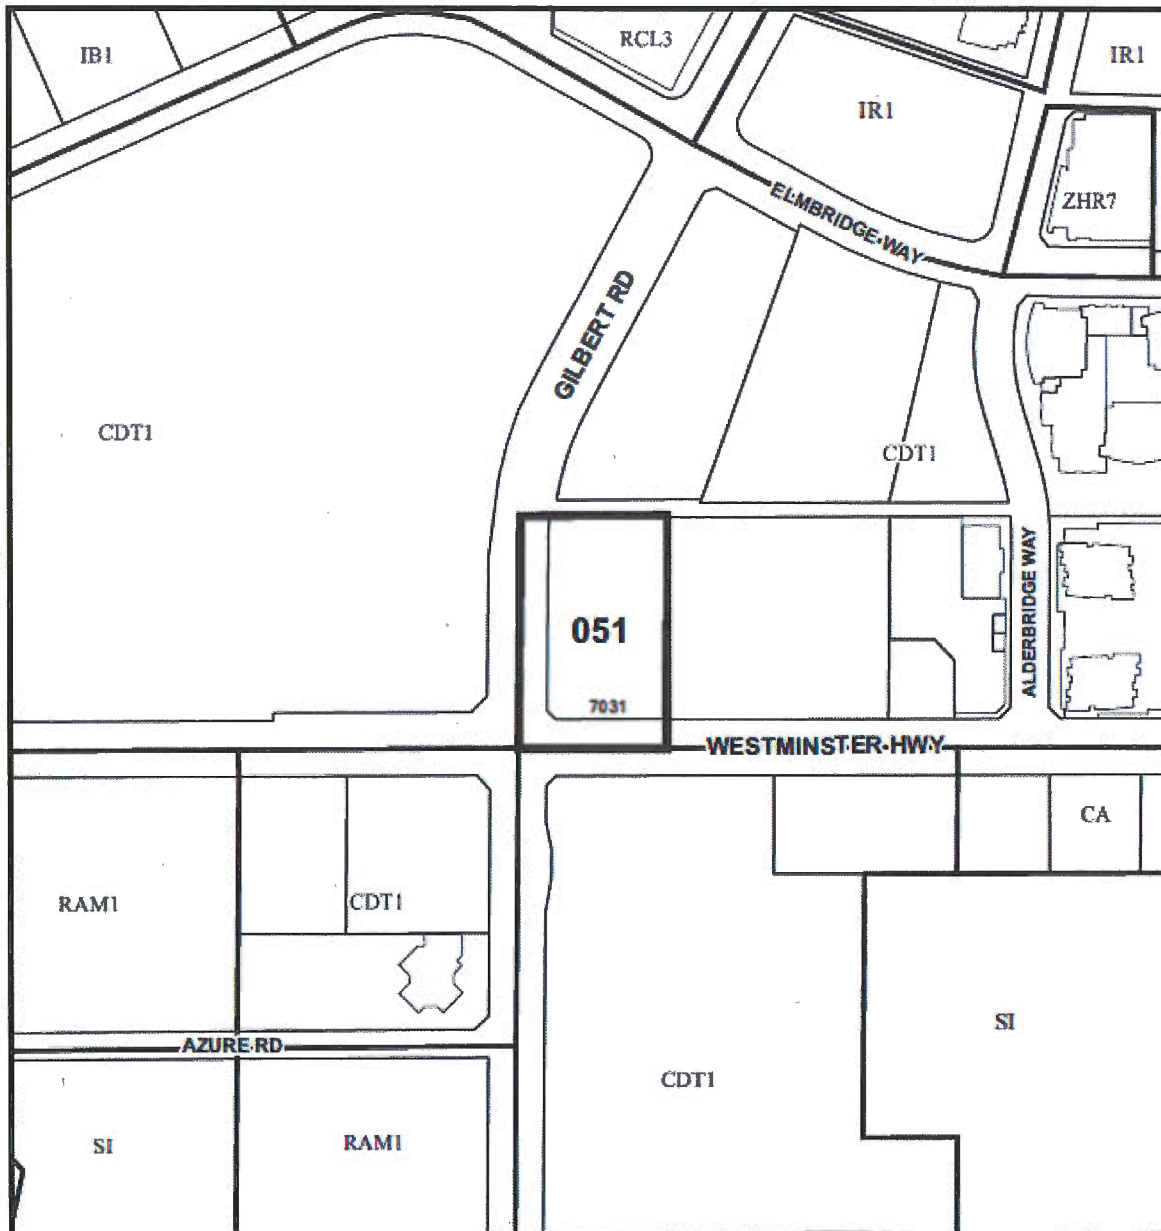 RCL3
IB1
IR1
IR1
ZHR7
ELMBRIDGE WAY
GILBERT RD
CDT1
CDT1
051
ALDERBRIDGE WAY
7031
WESTMINSTER HWY
CA
RAM1
CDT1
SI
AZURE RD
CDT1
SI
RAM1